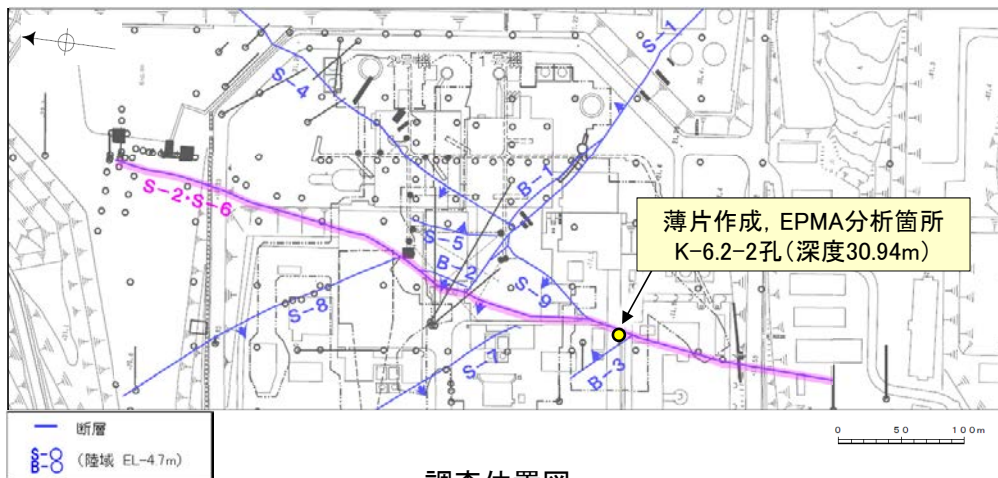 S-1
S-4
2号機
1号機
B-1
S-2・S-6
薄片作成, EPMA分析箇所
K-6.2-2孔(深度30.94m)
S-5
B-2
S-9
S-8
S-7
B-3
断層
S-○
B-○
(陸域 EL-4.7m)
0 50 100m
調査位置図